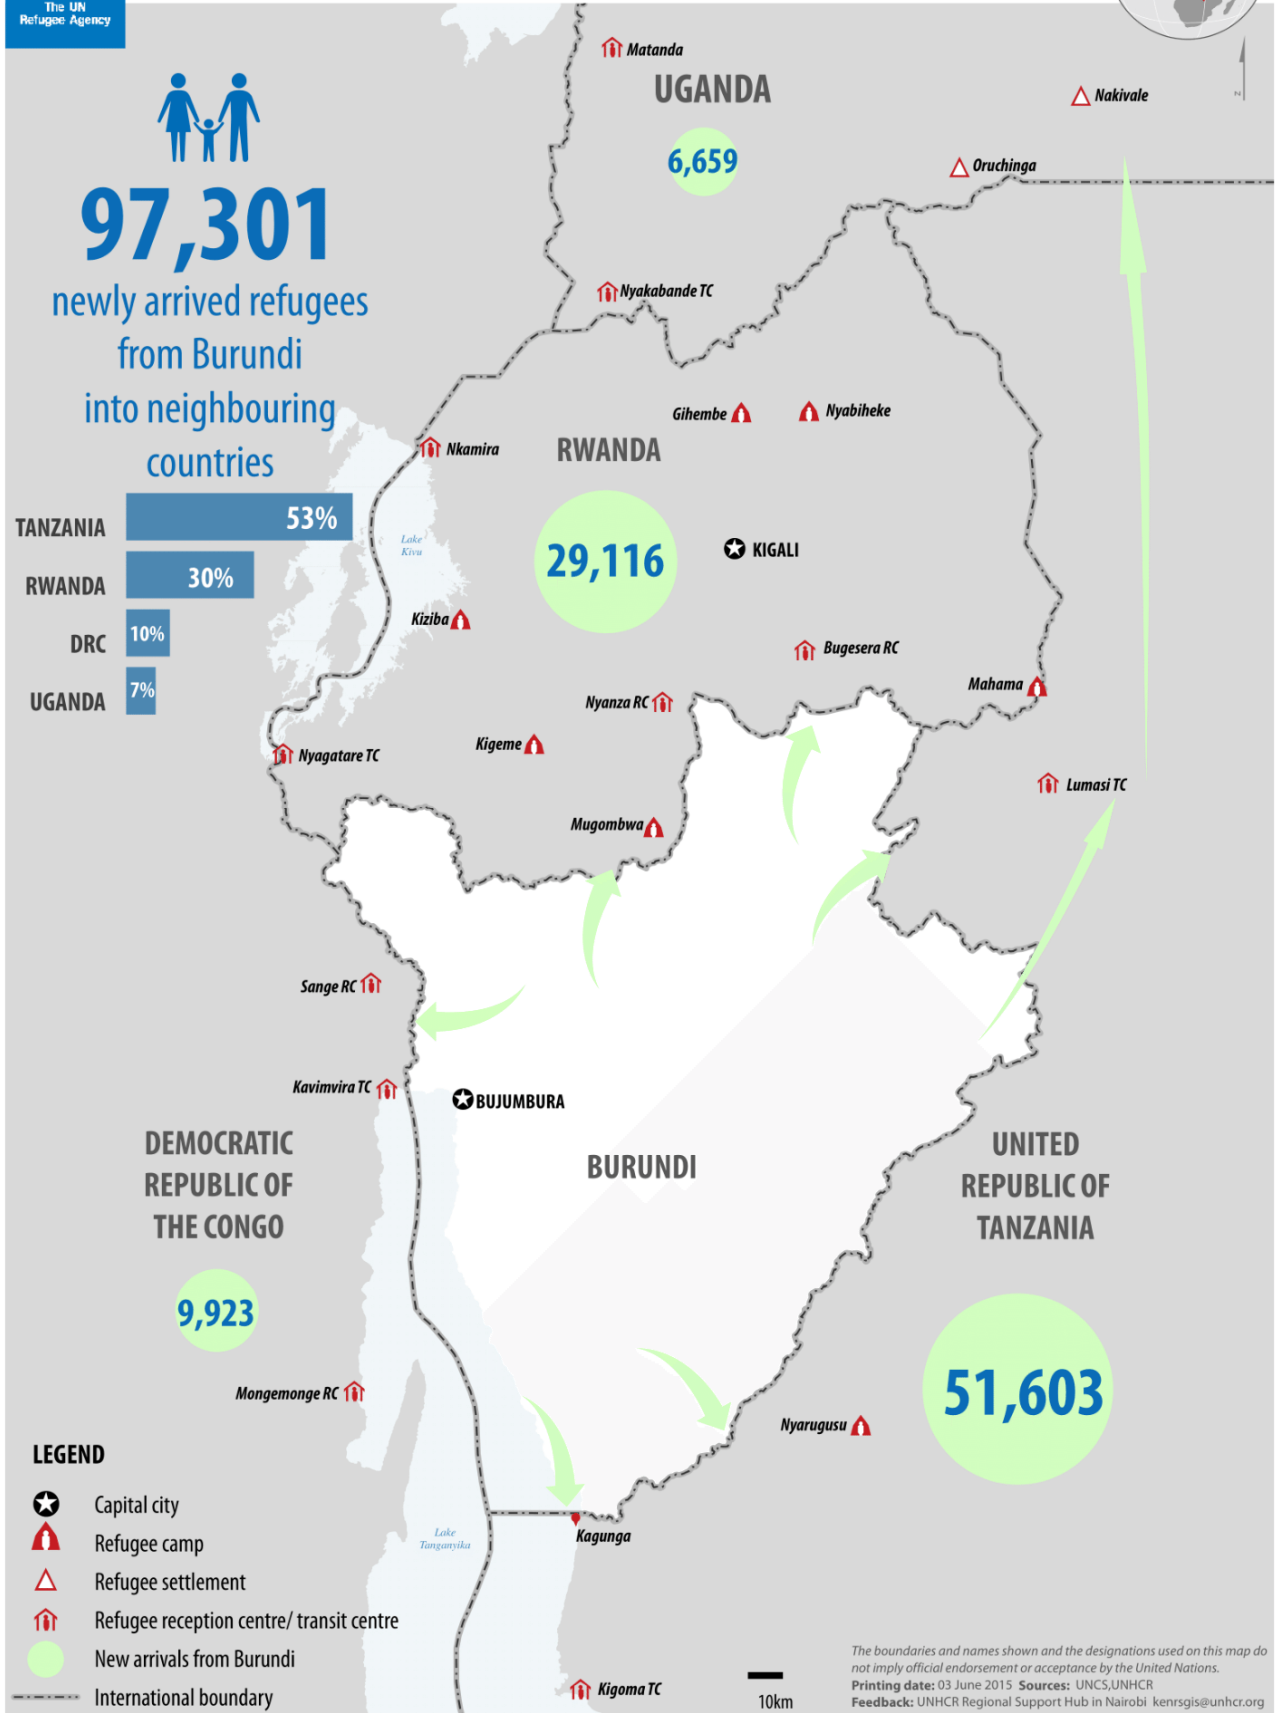 The UN
Refugee Agency
97,301
newly arrived refugees
from Burundi
into neighbouring
countries
TANZANIA 53%
RWANDA 30%
DRC 10%
UGANDA 7%
Matanda
UGANDA
6,659
Nakivale
Oruchinga
N
Nyakabande TC
Gihembe
Nyabiheke
Nkamira
RWANDA
29,116
KIGALI
Lake
Kivu
Kiziba
Bugesera RC
Mahama
Nyanza RC
Kigeme
Nyagatare TC
Lumasi TC
Mugombwa
Sange RC
Kavimvira TC
BUJUMBURA
DEMOCRATIC
REPUBLIC OF
THE CONGO
9,923
BURUNDI
UNITED
REPUBLIC OF
TANZANIA
51,603
Mongemonge RC
Nyarugusu
Kagunga
Lake
Tanganyika
Kigoma TC
LEGEND
Capital city
Refugee camp
Refugee settlement
Refugee reception centre/ transit centre
New arrivals from Burundi
International boundary
10km
The boundaries and names shown and the designations used on this map do
not imply official endorsement or acceptance by the United Nations.
Printing date: 03 June 2015 Sources: UNCS,UNHCR
Feedback: UNHCR Regional Support Hub in Nairobi kenrsgis@unhcr.org